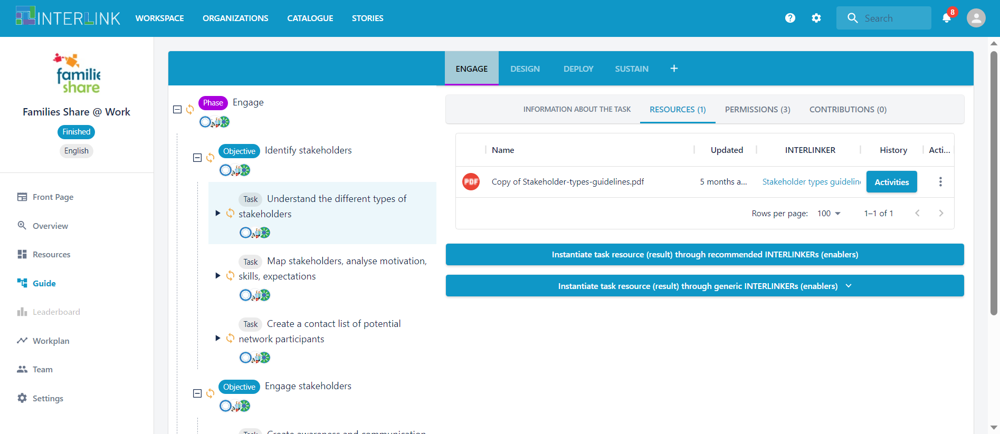 INTERLINK
WORKSPACE
ORGANIZATIONS
CATALOGUE
STORIES
?
Search
8
familie
share
Families Share @ Work
Finished
English
Front Page
Overview
Resources
Guide
Leaderboard
Workplan
Team
Settings
ENGAGE
DESIGN
DEPLOY
SUSTAIN
+
Phase Engage
Objective Identify stakeholders
Task Understand the different types of
stakeholders
Task Map stakeholders, analyse motivation,
skills, expectations
Task Create a contact list of potential
network participants
Objective Engage stakeholders
Task Create awareness and communication
INFORMATION ABOUT THE TASK
RESOURCES (1)
PERMISSIONS (3)
CONTRIBUTIONS (0)
Name
Updated
INTERLINKER
History
Acti...
PDF
Copy of Stakeholder-types-guidelines.pdf
5 months a...
Stakeholder types guidelin
Activities
Rows per page: 100
1–1 of 1
Instantiate task resource (result) through recommended INTERLINKERs (enablers)
Instantiate task resource (result) through generic INTERLINKERs (enablers)